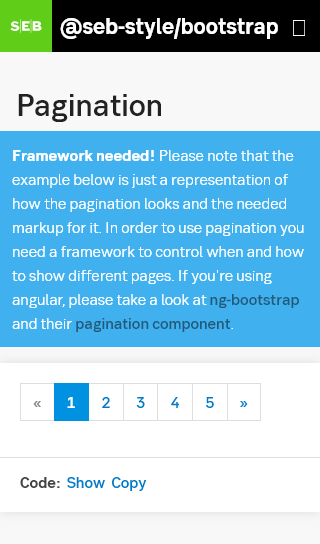 SEB @seb-style/bootstrap
Pagination
Framework needed! Please note that the
example below is just a representation of
how the pagination looks and the needed
markup for it. In order to use pagination you
need a framework to control when and how
to show different pages. If you're using
angular, please take a look at ng-bootstrap
and their pagination component.
« 1 2 3 4 5 »
Code: Show Copy